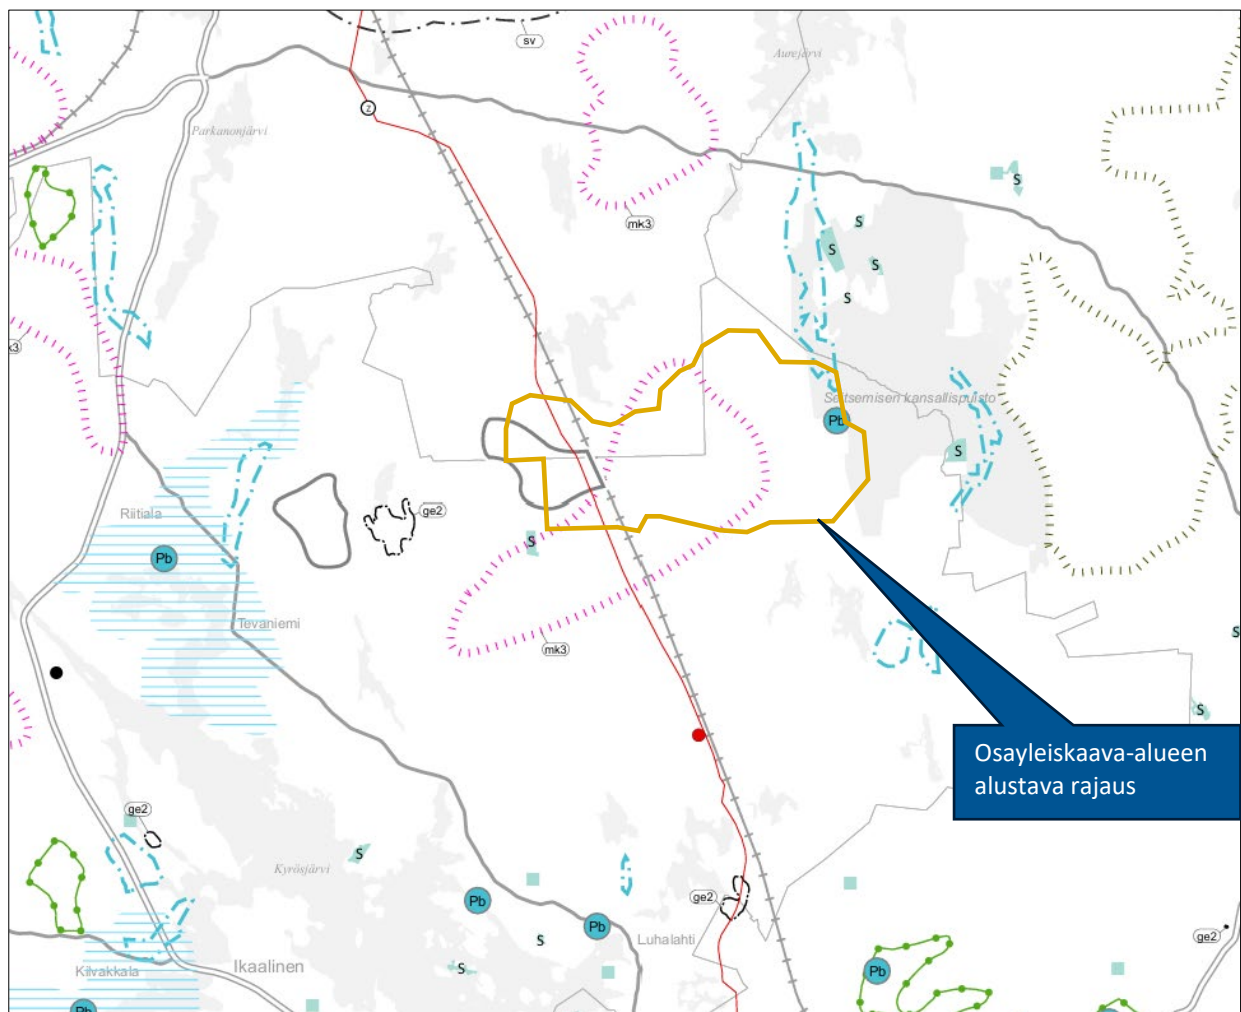 sv
Aurejärvi
z
Parkanonjärvi
S
mk3
S
S
S
S
k3
Seitsemisen kansallispuisto
Pb
S
Riitiala
ge2
S
Pb
Tevaniemi
S
mk3
S
Osayleiskaava-alueen
alustava rajaus
ge2
S
Kyrösjärvi
ge2
Pb
Pb
S
Luhalahti
ge2
Kilvakkala
Ikaalinen
S
Pb
Pb